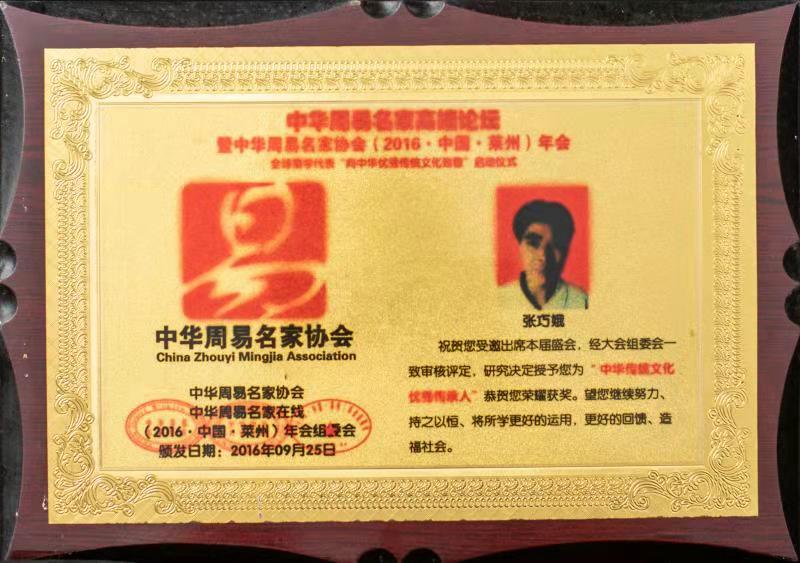 中华周易名家高端论坛
暨中华周易名家协会（2016·中国·莱州）年会
全球易学代表“向中华优秀传统文化致敬”启动仪式
中华周易名家协会
China Zhouyi Mingjia Association
中华周易名家协会
中华周易名家在线
（2016·中国·莱州）年会组委会
颁发日期：2016年09月25日
张巧娥
祝贺您受邀出席本届盛会，经大会组委会一
致审核评定，研究决定授予您为“中华传统文化
优秀传承人”恭贺您荣耀获奖。望您继续努力、
持之以恒、将所学更好的运用，更好的回馈、造
福社会。